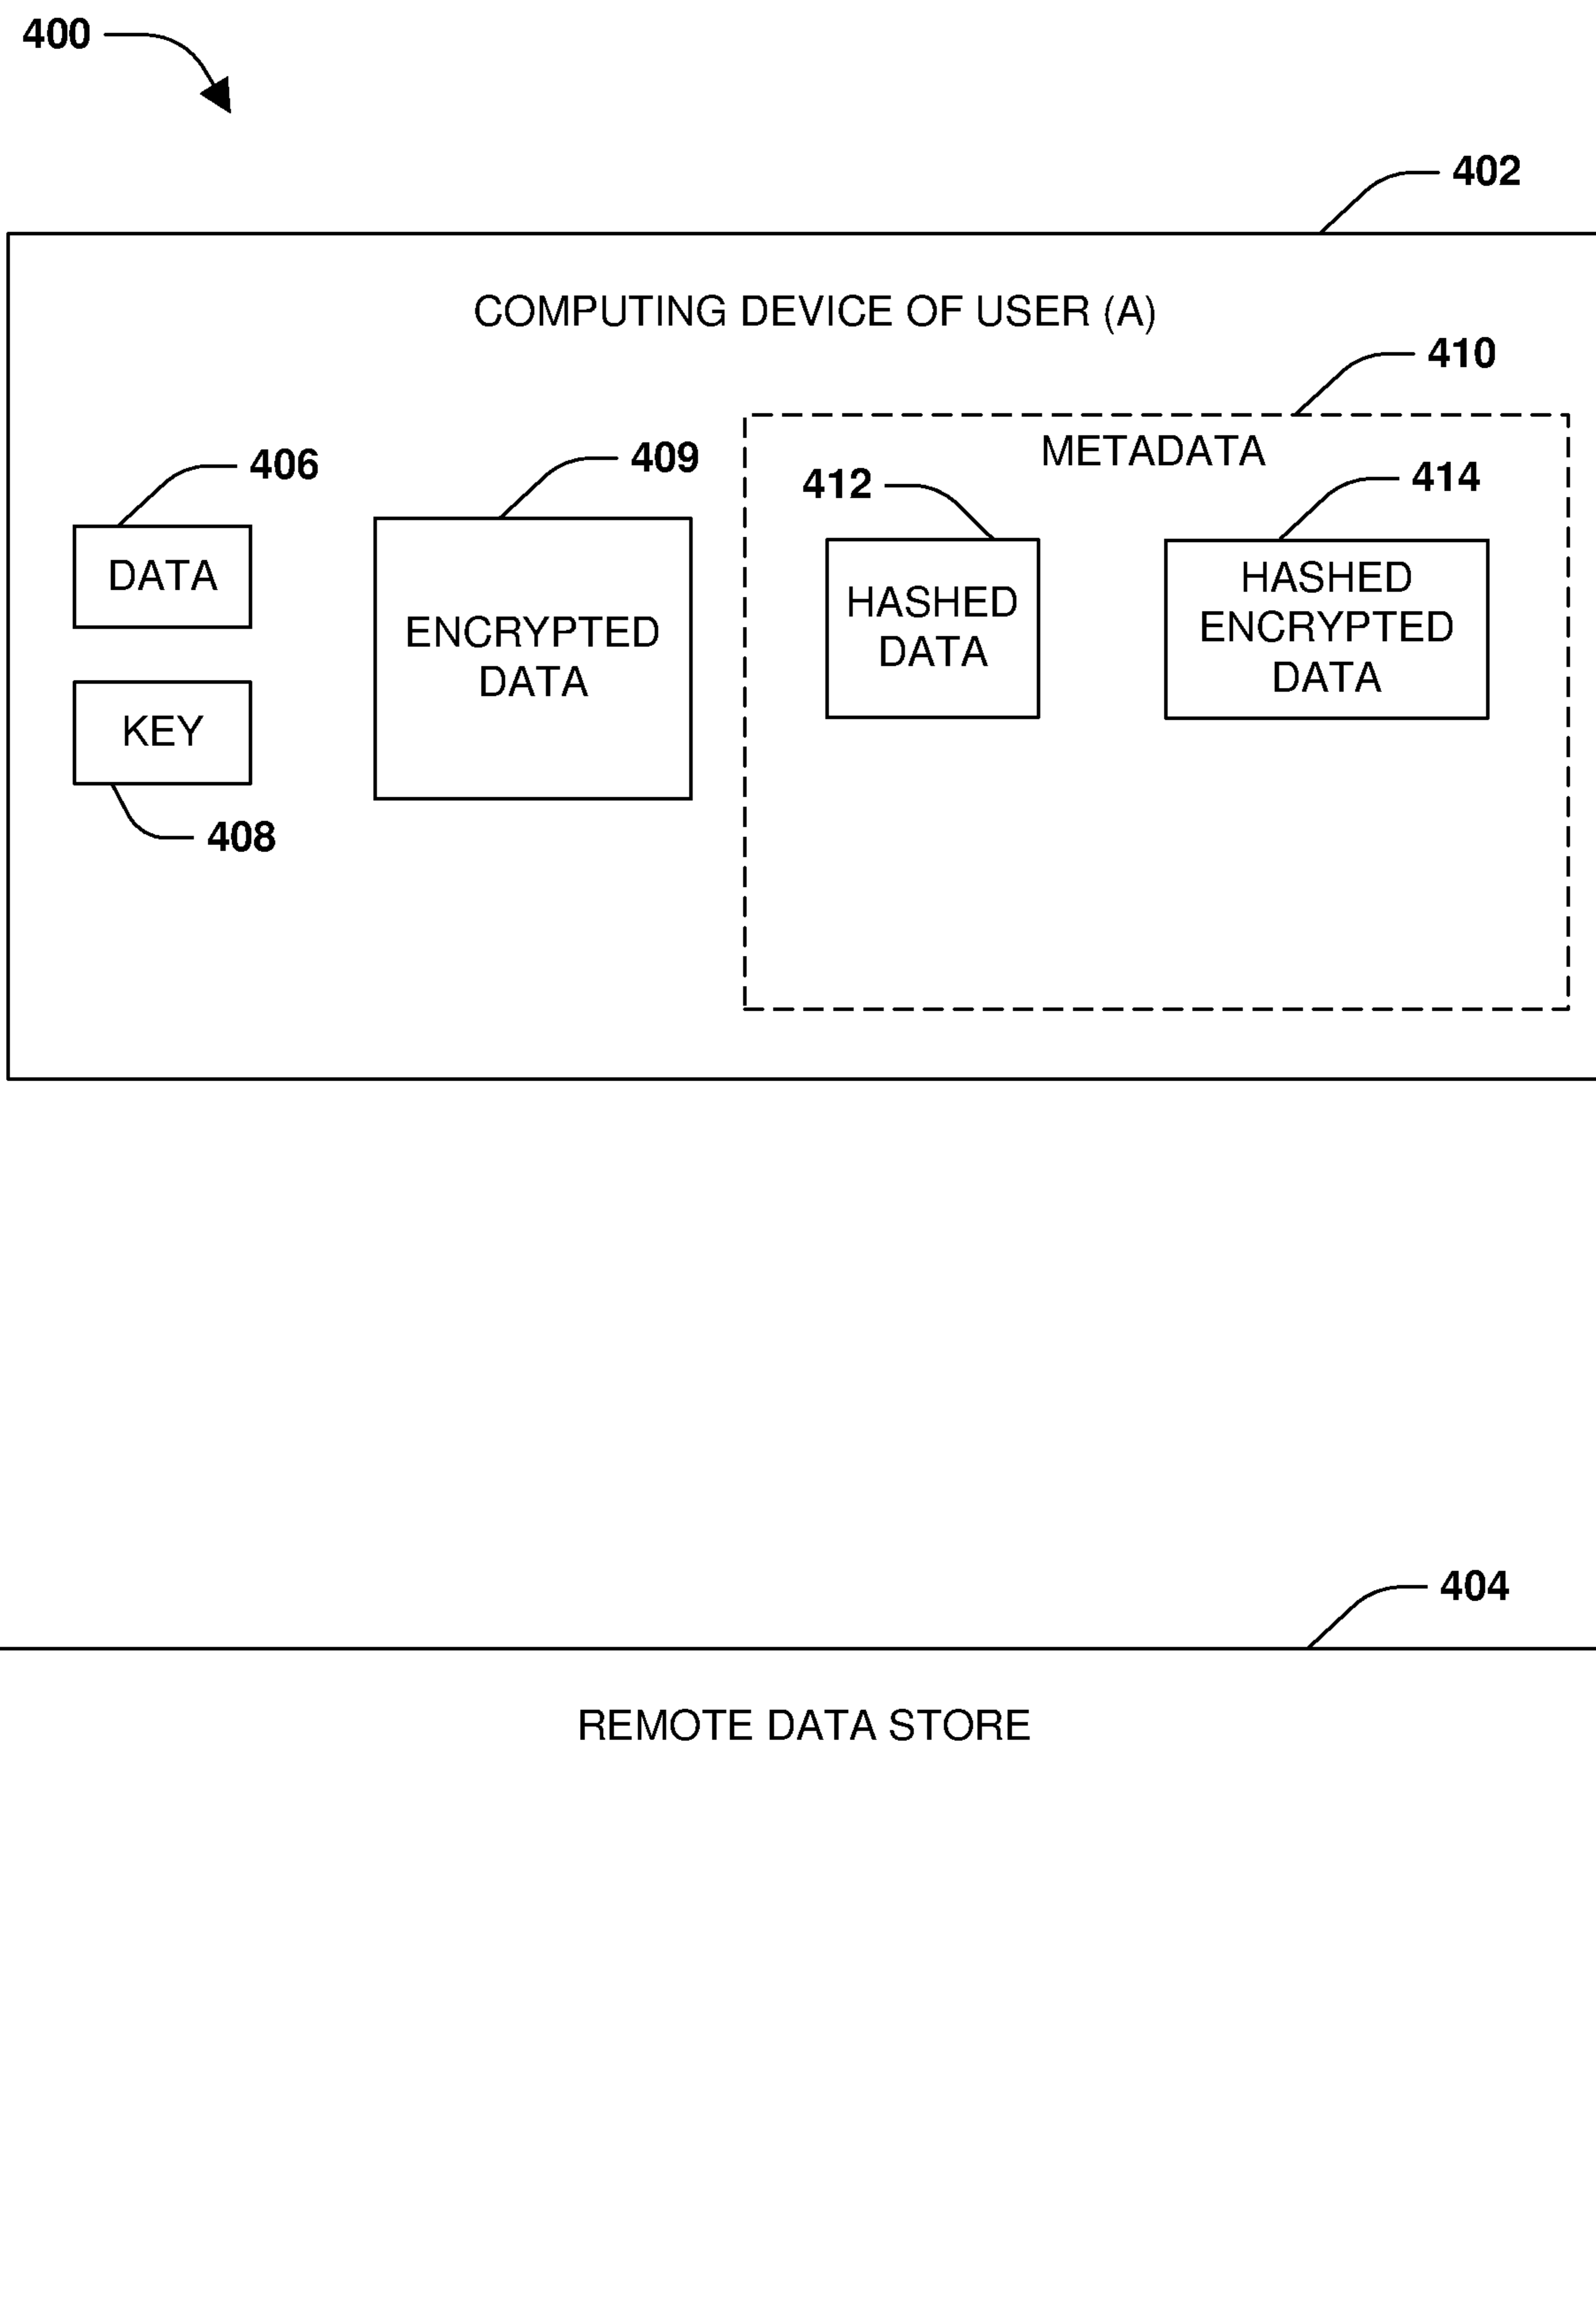 400
402
COMPUTING DEVICE OF USER (A)
410
METADATA
406
409
412
414
DATA
ENCRYPTED
DATA
HASHED
DATA
HASHED
ENCRYPTED
DATA
KEY
408
404
REMOTE DATA STORE